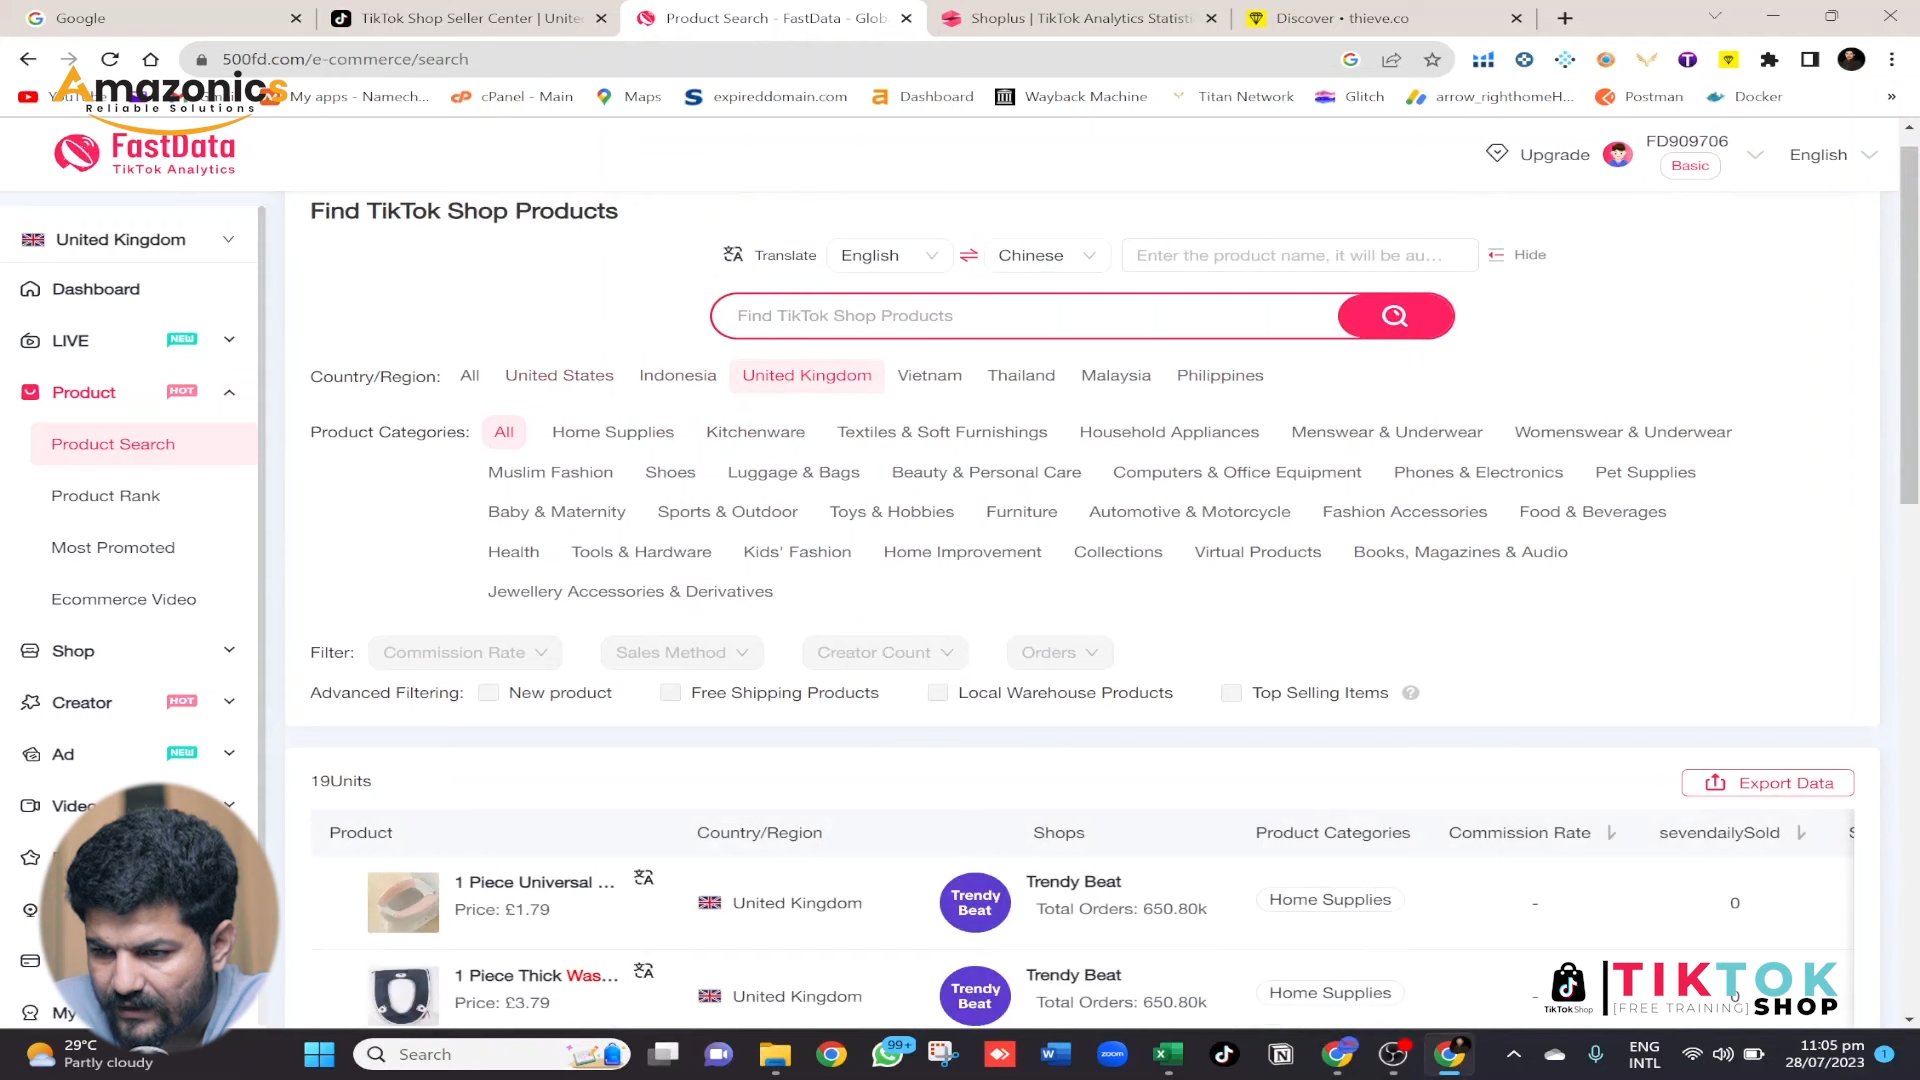 Google
TikTok Shop Seller Center | Unite
Product Search - FastData - Glob
Shoplus | TikTok Analytics Statisti
Discover • thieve.co
500fd.com/e-commerce/search
YouTube
My apps - Namech...
cPanel - Main
Maps
expireddomain.com
Dashboard
Wayback Machine
Titan Network
Glitch
arrow_righthomeH...
Postman
Docker
»
Amazonics
Reliable Solutions
FastData
TikTok Analytics
Upgrade
FD909706
Basic
English
United Kingdom
Dashboard
LIVE NEW
Product HOT
Product Search
Product Rank
Most Promoted
Ecommerce Video
Shop
Creator HOT
Ad NEW
My
Find TikTok Shop Products
Translate English Chinese Enter the product name, it will be au... Hide
Find TikTok Shop Products
Country/Region: All United States Indonesia United Kingdom Vietnam Thailand Malaysia Philippines
Product Categories: All Home Supplies Kitchenware Textiles & Soft Furnishings Household Appliances Menswear & Underwear Womenswear & Underwear
Muslim Fashion Shoes Luggage & Bags Beauty & Personal Care Computers & Office Equipment Phones & Electronics Pet Supplies
Baby & Maternity Sports & Outdoor Toys & Hobbies Furniture Automotive & Motorcycle Fashion Accessories Food & Beverages
Health Tools & Hardware Kids' Fashion Home Improvement Collections Virtual Products Books, Magazines & Audio
Jewellery Accessories & Derivatives
Filter: Commission Rate Sales Method Creator Count Orders
Advanced Filtering: New product Free Shipping Products Local Warehouse Products Top Selling Items ?
19Units
Export Data
Product Country/Region Shops Product Categories Commission Rate sevendailySold
1 Piece Universal ...
Price: £1.79
United Kingdom
Trendy Beat
Trendy Beat
Total Orders: 650.80k
Home Supplies
-
0
1 Piece Thick Was...
Price: £3.79
United Kingdom
Trendy Beat
Trendy Beat
Total Orders: 650.80k
Home Supplies
-
TikTok Shop
TIKTOK
[FREE TRAINING] SHOP
29°C
Partly cloudy
Search
99+
zoom
ENG
INTL
11:05 pm
28/07/2023
1